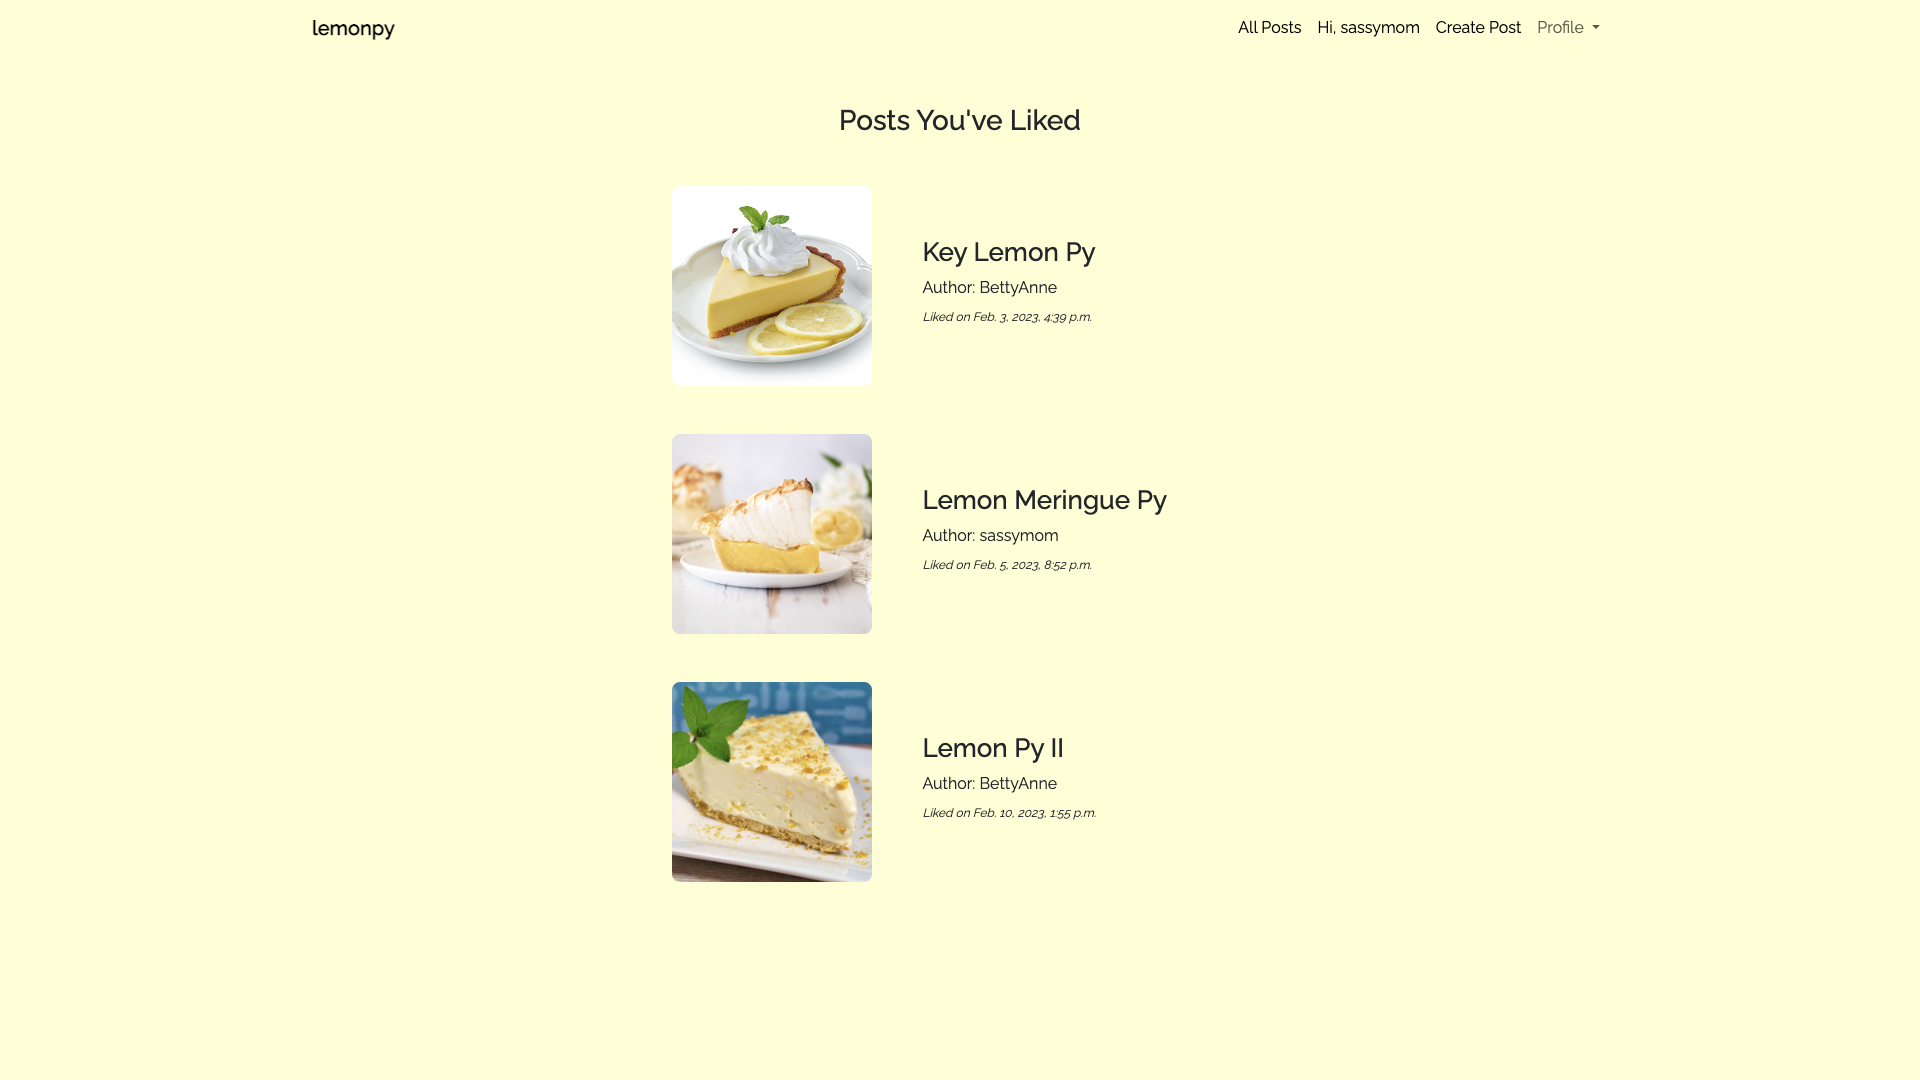 lemonpy
All Posts
Hi, sassymom
Create Post
Profile
Posts You've Liked
Key Lemon Py
Author: BettyAnne
Liked on Feb. 3, 2023, 4:39 p.m.
Lemon Meringue Py
Author: sassymom
Liked on Feb. 5, 2023, 8:52 p.m.
Lemon Py II
Author: BettyAnne
Liked on Feb. 10, 2023, 1:55 p.m.